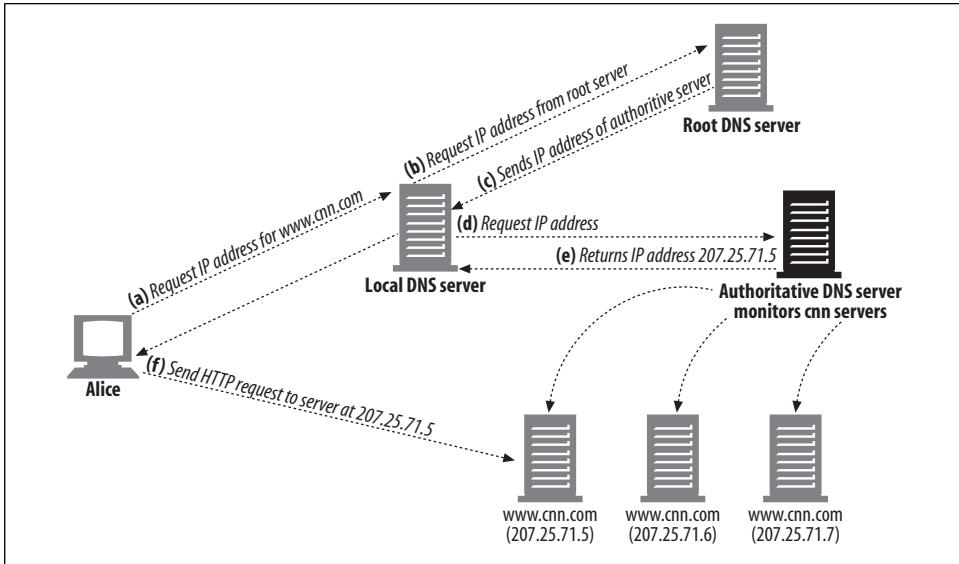 Root DNS server
(b) Request IP address from root server
(c) Sends IP address of authoritive server
(a) Request IP address for www.cnn.com
(d) Request IP address
(e) Returns IP address 207.25.71.5
Local DNS server
Authoritative DNS server
monitors cnn servers
Alice
(f) Send HTTP request to server at 207.25.71.5
www.cnn.com
(207.25.71.5)
www.cnn.com
(207.25.71.6)
www.cnn.com
(207.25.71.7)